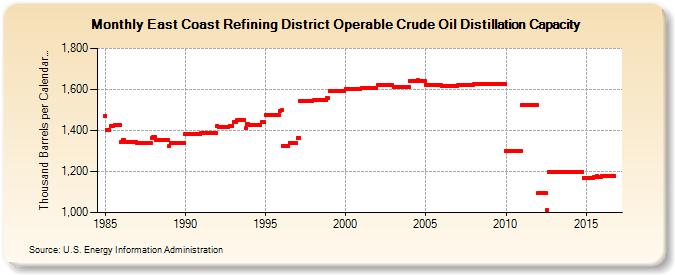 Monthly East Coast Refining District Operable Crude Oil Distillation Capacity
Thousand Barrels per Calendar...
1,800
1,600
1,400
1,200
1,000
1985 1990 1995 2000 2005 2010 2015
Source: U.S. Energy Information Administration